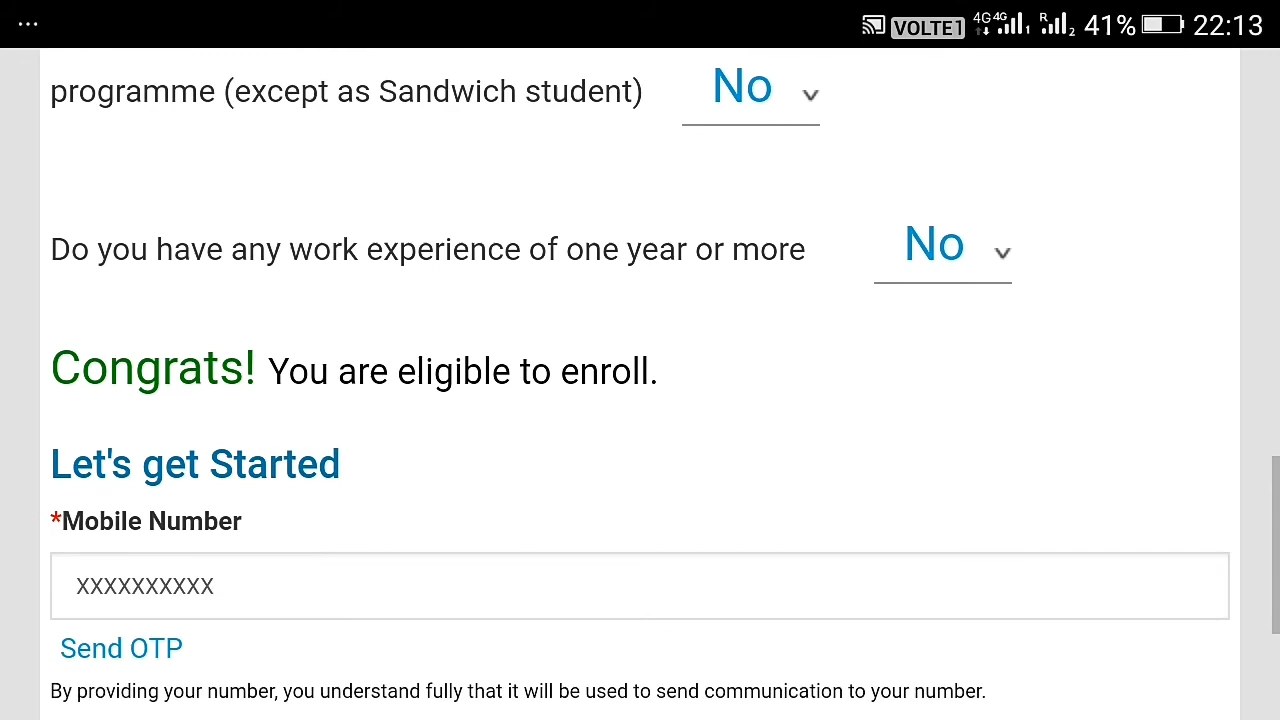 ... VOLTE1 4G 4G 1 R 2 41% 22:13
programme (except as Sandwich student) No
Do you have any work experience of one year or more No
Congrats! You are eligible to enroll.
Let's get Started
*Mobile Number
XXXXXXXXXX
Send OTP
By providing your number, you understand fully that it will be used to send communication to your number.